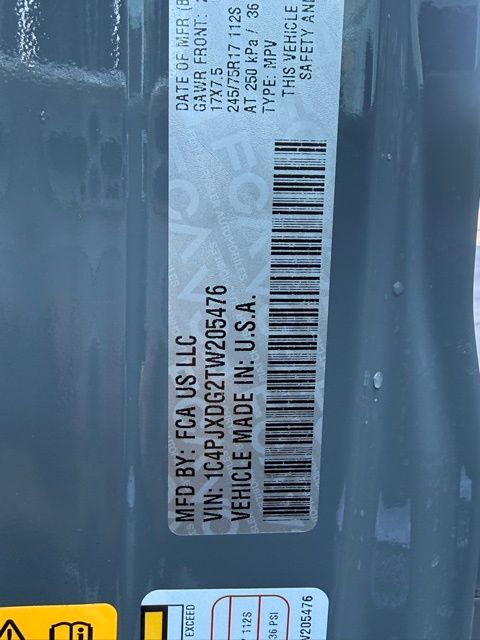 DATE OF MFR
GAWR FRONT:
17X7.5
245/75R17 112S
AT 250 kPa / 36
TYPE: MPV
THIS VEHICLE
SAFETY AND
MFD BY: FCA US LLC
VIN: 1C4PJXDG2TW205476
VEHICLE MADE IN: U.S.A.
EXCEED
112S
36 PSI
W205476